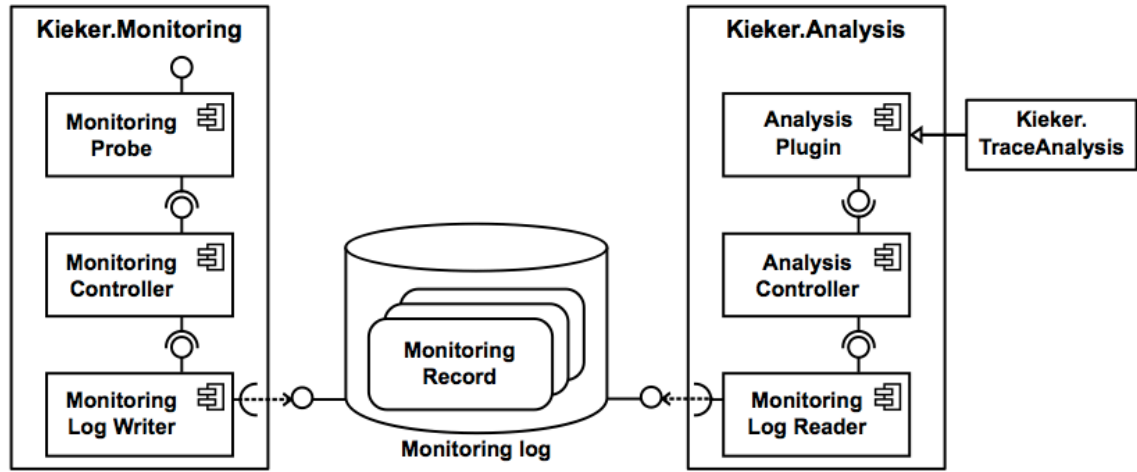 Kieker.Monitoring
Monitoring
Probe
Monitoring
Controller
Monitoring
Log Writer
Monitoring
Record
Monitoring log
Kieker.Analysis
Analysis
Plugin
Analysis
Controller
Monitoring
Log Reader
Kieker.
TraceAnalysis